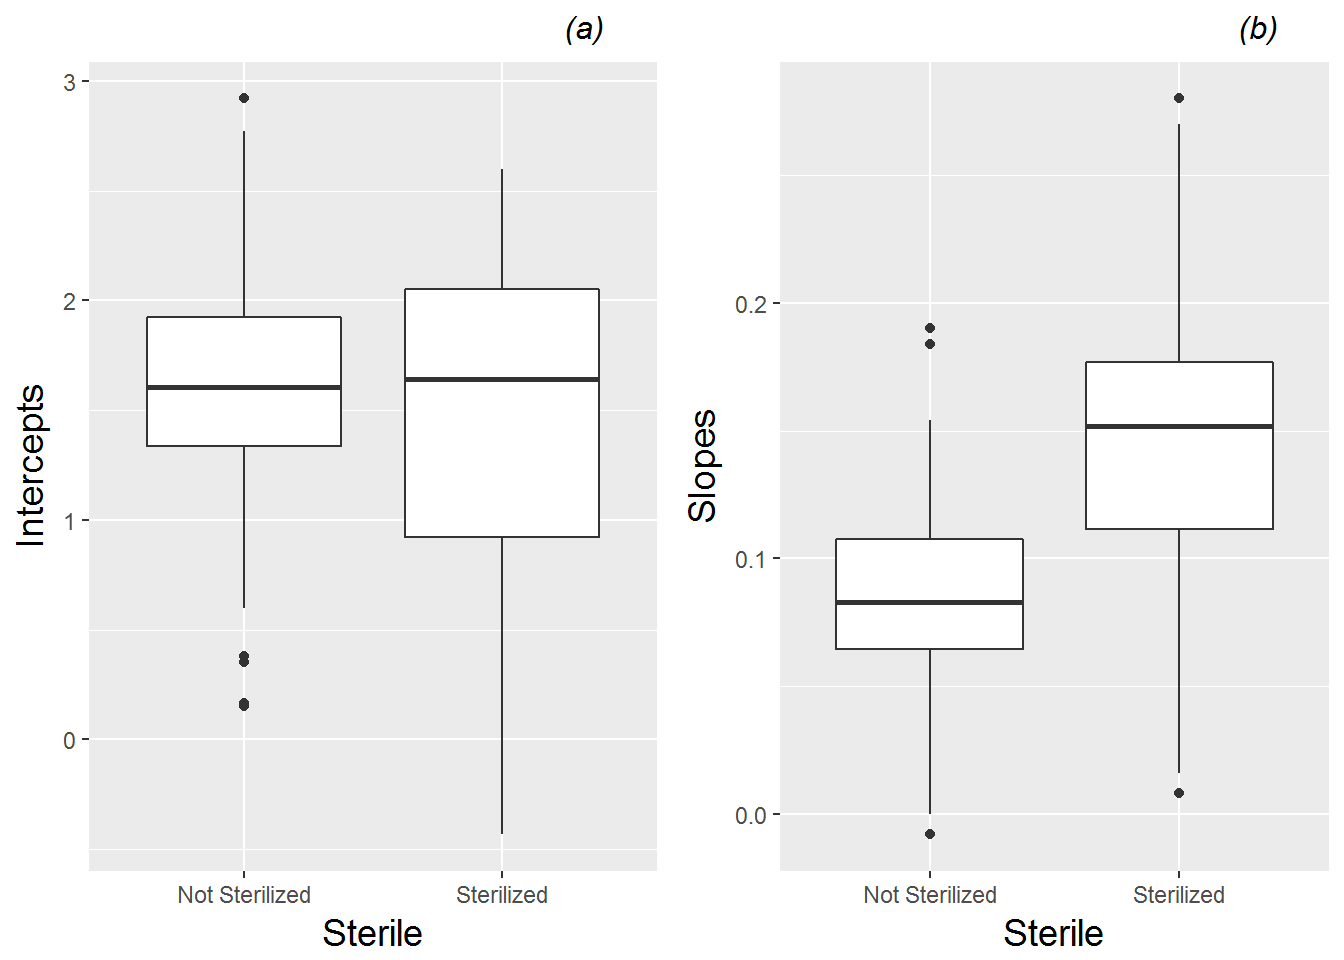 (a)
Intercepts
3
2
1
0
Not Sterilized
Sterilized
Sterile
(b)
Slopes
0.2
0.1
0.0
Not Sterilized
Sterilized
Sterile